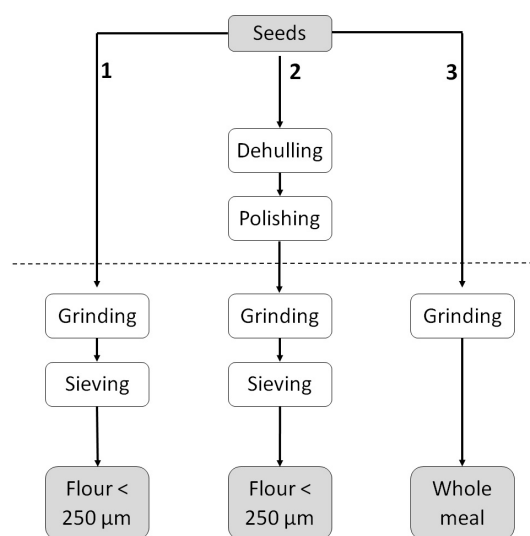 Seeds
1
2
3
Dehulling
Polishing
Grinding
Grinding
Grinding
Sieving
Sieving
Flour <
250 µm
Flour <
250 µm
Whole
meal